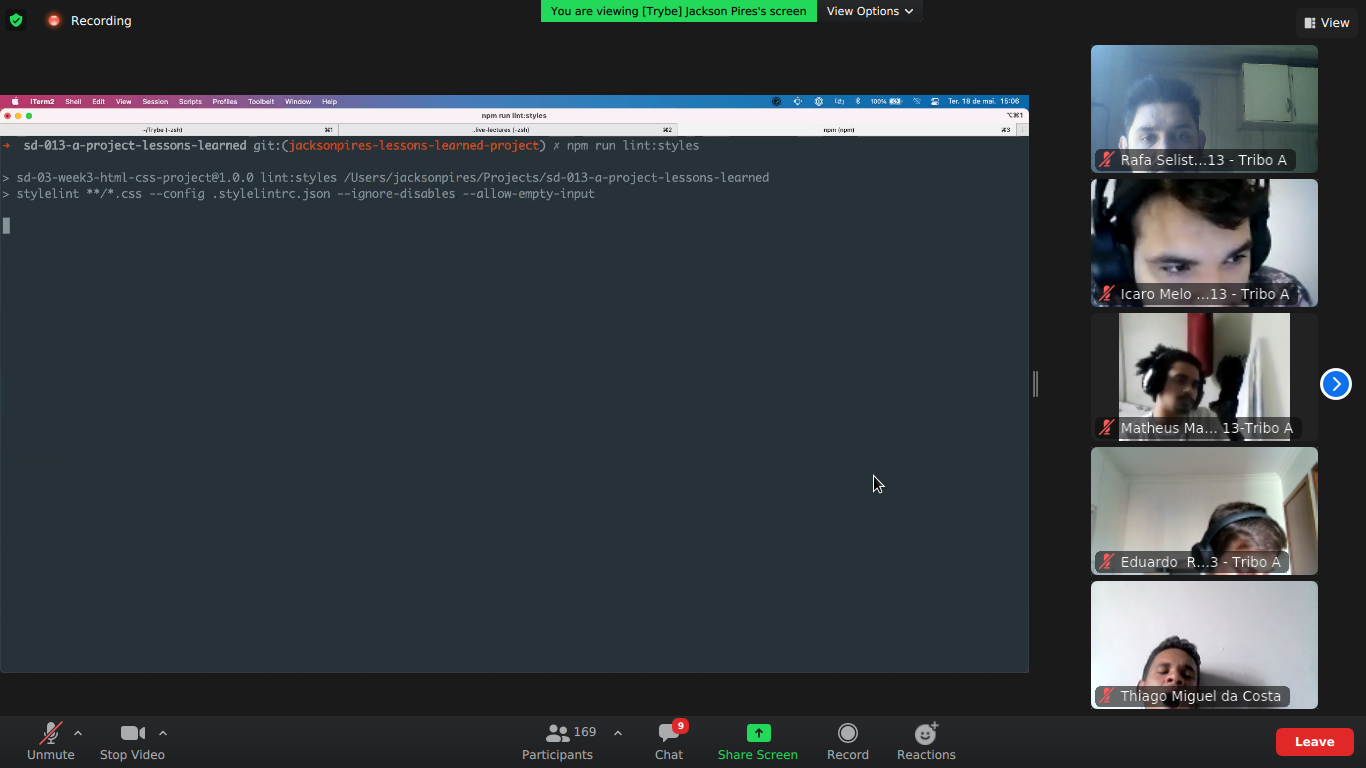 Recording
You are viewing [Trybe] Jackson Pires's screen
View Options
View
iTerm2 Shell Edit View Session Scripts Profiles Toolbelt Window Help
100% Ter. 18 de mai. 15:06
npm run lint:styles
⌥⌘1
~/Trybe (-zsh) ⌘1 ..live-lectures (-zsh) ⌘2 npm (npm) ⌘3
→ sd-013-a-project-lessons-learned git:(jacksonpires-lessons-learned-project) ✗ npm run lint:styles
> sd-03-week3-html-css-project@1.0.0 lint:styles /Users/jacksonpires/Projects/sd-013-a-project-lessons-learned
> stylelint **/*.css --config .stylelintrc.json --ignore-disables --allow-empty-input
Rafa Selist...13 - Tribo A
Icaro Melo ...13 - Tribo A
Matheus Ma... 13-Tribo A
Eduardo R...3 - Tribo A
Thiago Miguel da Costa
Unmute
Stop Video
169
Participants
9
Chat
Share Screen
Record
Reactions
Leave